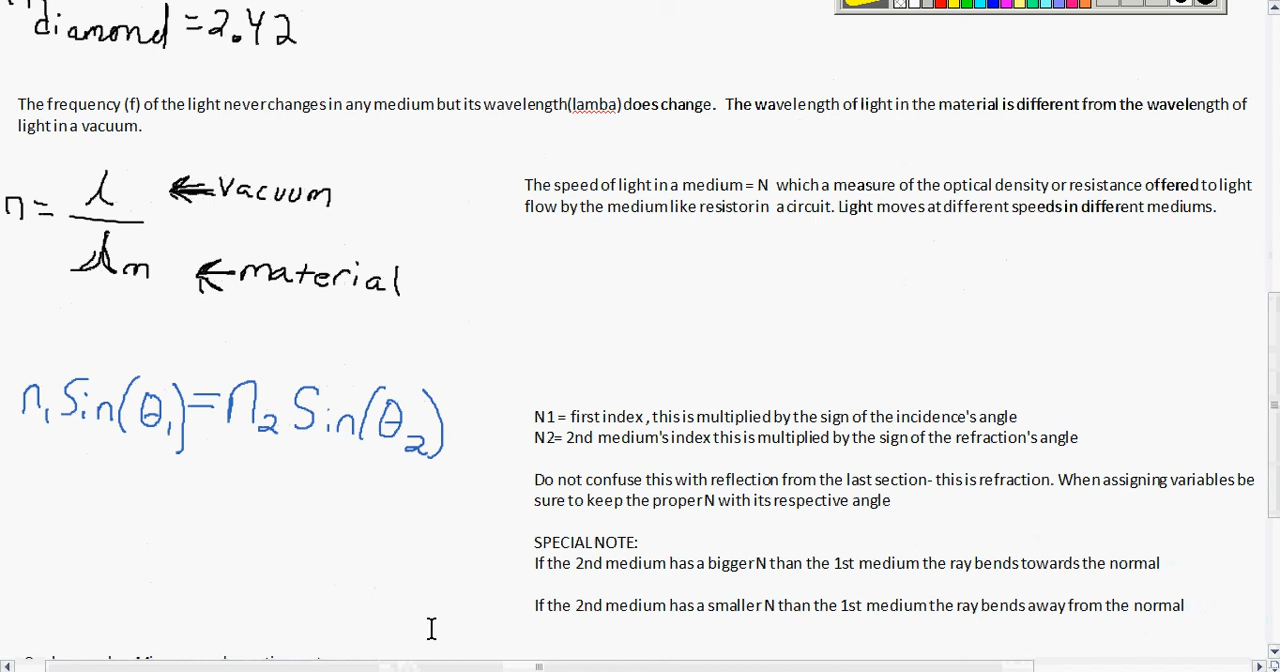 diamond = 2.42
The frequency (f) of the light never changes in any medium but its wavelength(lamba) does change. The wavelength of light in the material is different from the wavelength of
light in a vacuum.
n = λ ← Vacuum
λm ← material
The speed of light in a medium = N which a measure of the optical density or resistance offered to light
flow by the medium like resistor in a circuit. Light moves at different speeds in different mediums.
n₁ Sin(θ₁) = n₂ Sin(θ₂)
N1 = first index , this is multiplied by the sign of the incidence's angle
N2= 2nd medium's index this is multiplied by the sign of the refraction's angle
Do not confuse this with reflection from the last section- this is refraction. When assigning variables be
sure to keep the proper N with its respective angle
SPECIAL NOTE:
If the 2nd medium has a bigger N than the 1st medium the ray bends towards the normal
If the 2nd medium has a smaller N than the 1st medium the ray bends away from the normal